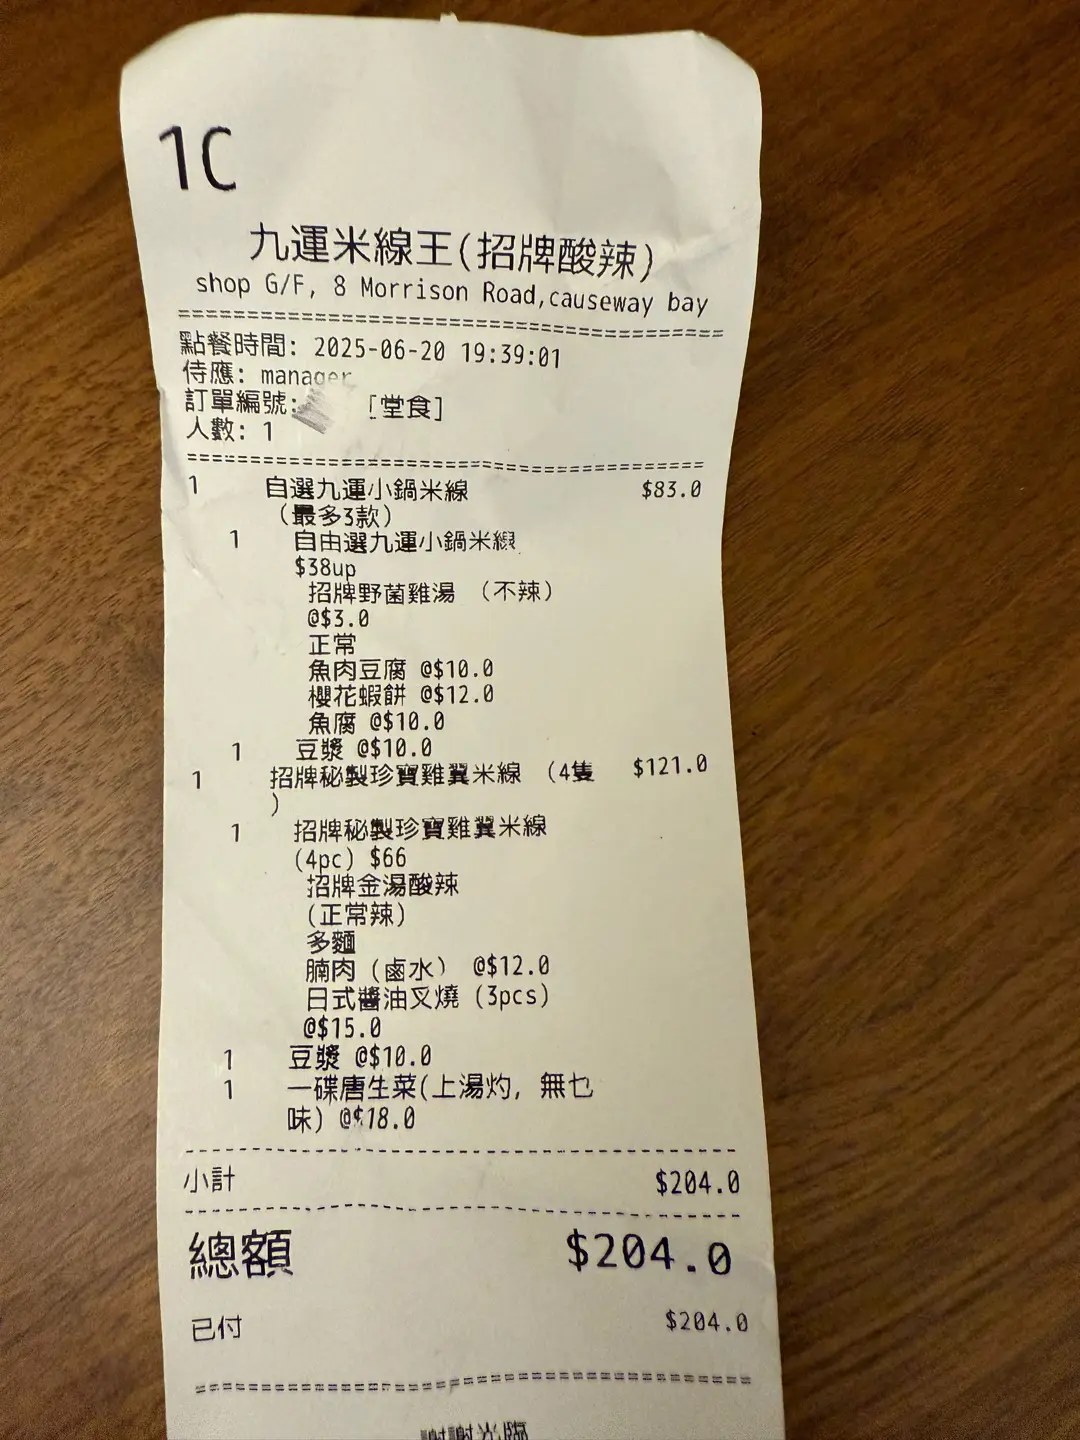 1C
九運米線王(招牌酸辣)
shop G/F, 8 Morrison Road,causeway bay
點餐時間: 2025-06-20 19:39:01
侍應: manager
訂單編號: [堂食]
人數: 1
1 自選九運小鍋米線 $83.0
(最多3款)
1 自由選九運小鍋米線
$38up
招牌野菌雞湯 (不辣)
@$3.0
正常
魚肉豆腐 @$10.0
櫻花蝦餅 @$12.0
魚腐 @$10.0
1 豆漿 @$10.0
1 招牌秘製珍寶雞翼米線 (4隻 $121.0
)
1 招牌秘製珍寶雞翼米線
(4pc) $66
招牌金湯酸辣
(正常辣)
多麵
腩肉 (鹵水) @$12.0
日式醬油叉燒 (3pcs)
@$15.0
1 豆漿 @$10.0
1 一碟唐生菜(上湯灼, 無乜
味) @$18.0
小計 $204.0
總額 $204.0
已付 $204.0
謝謝光臨